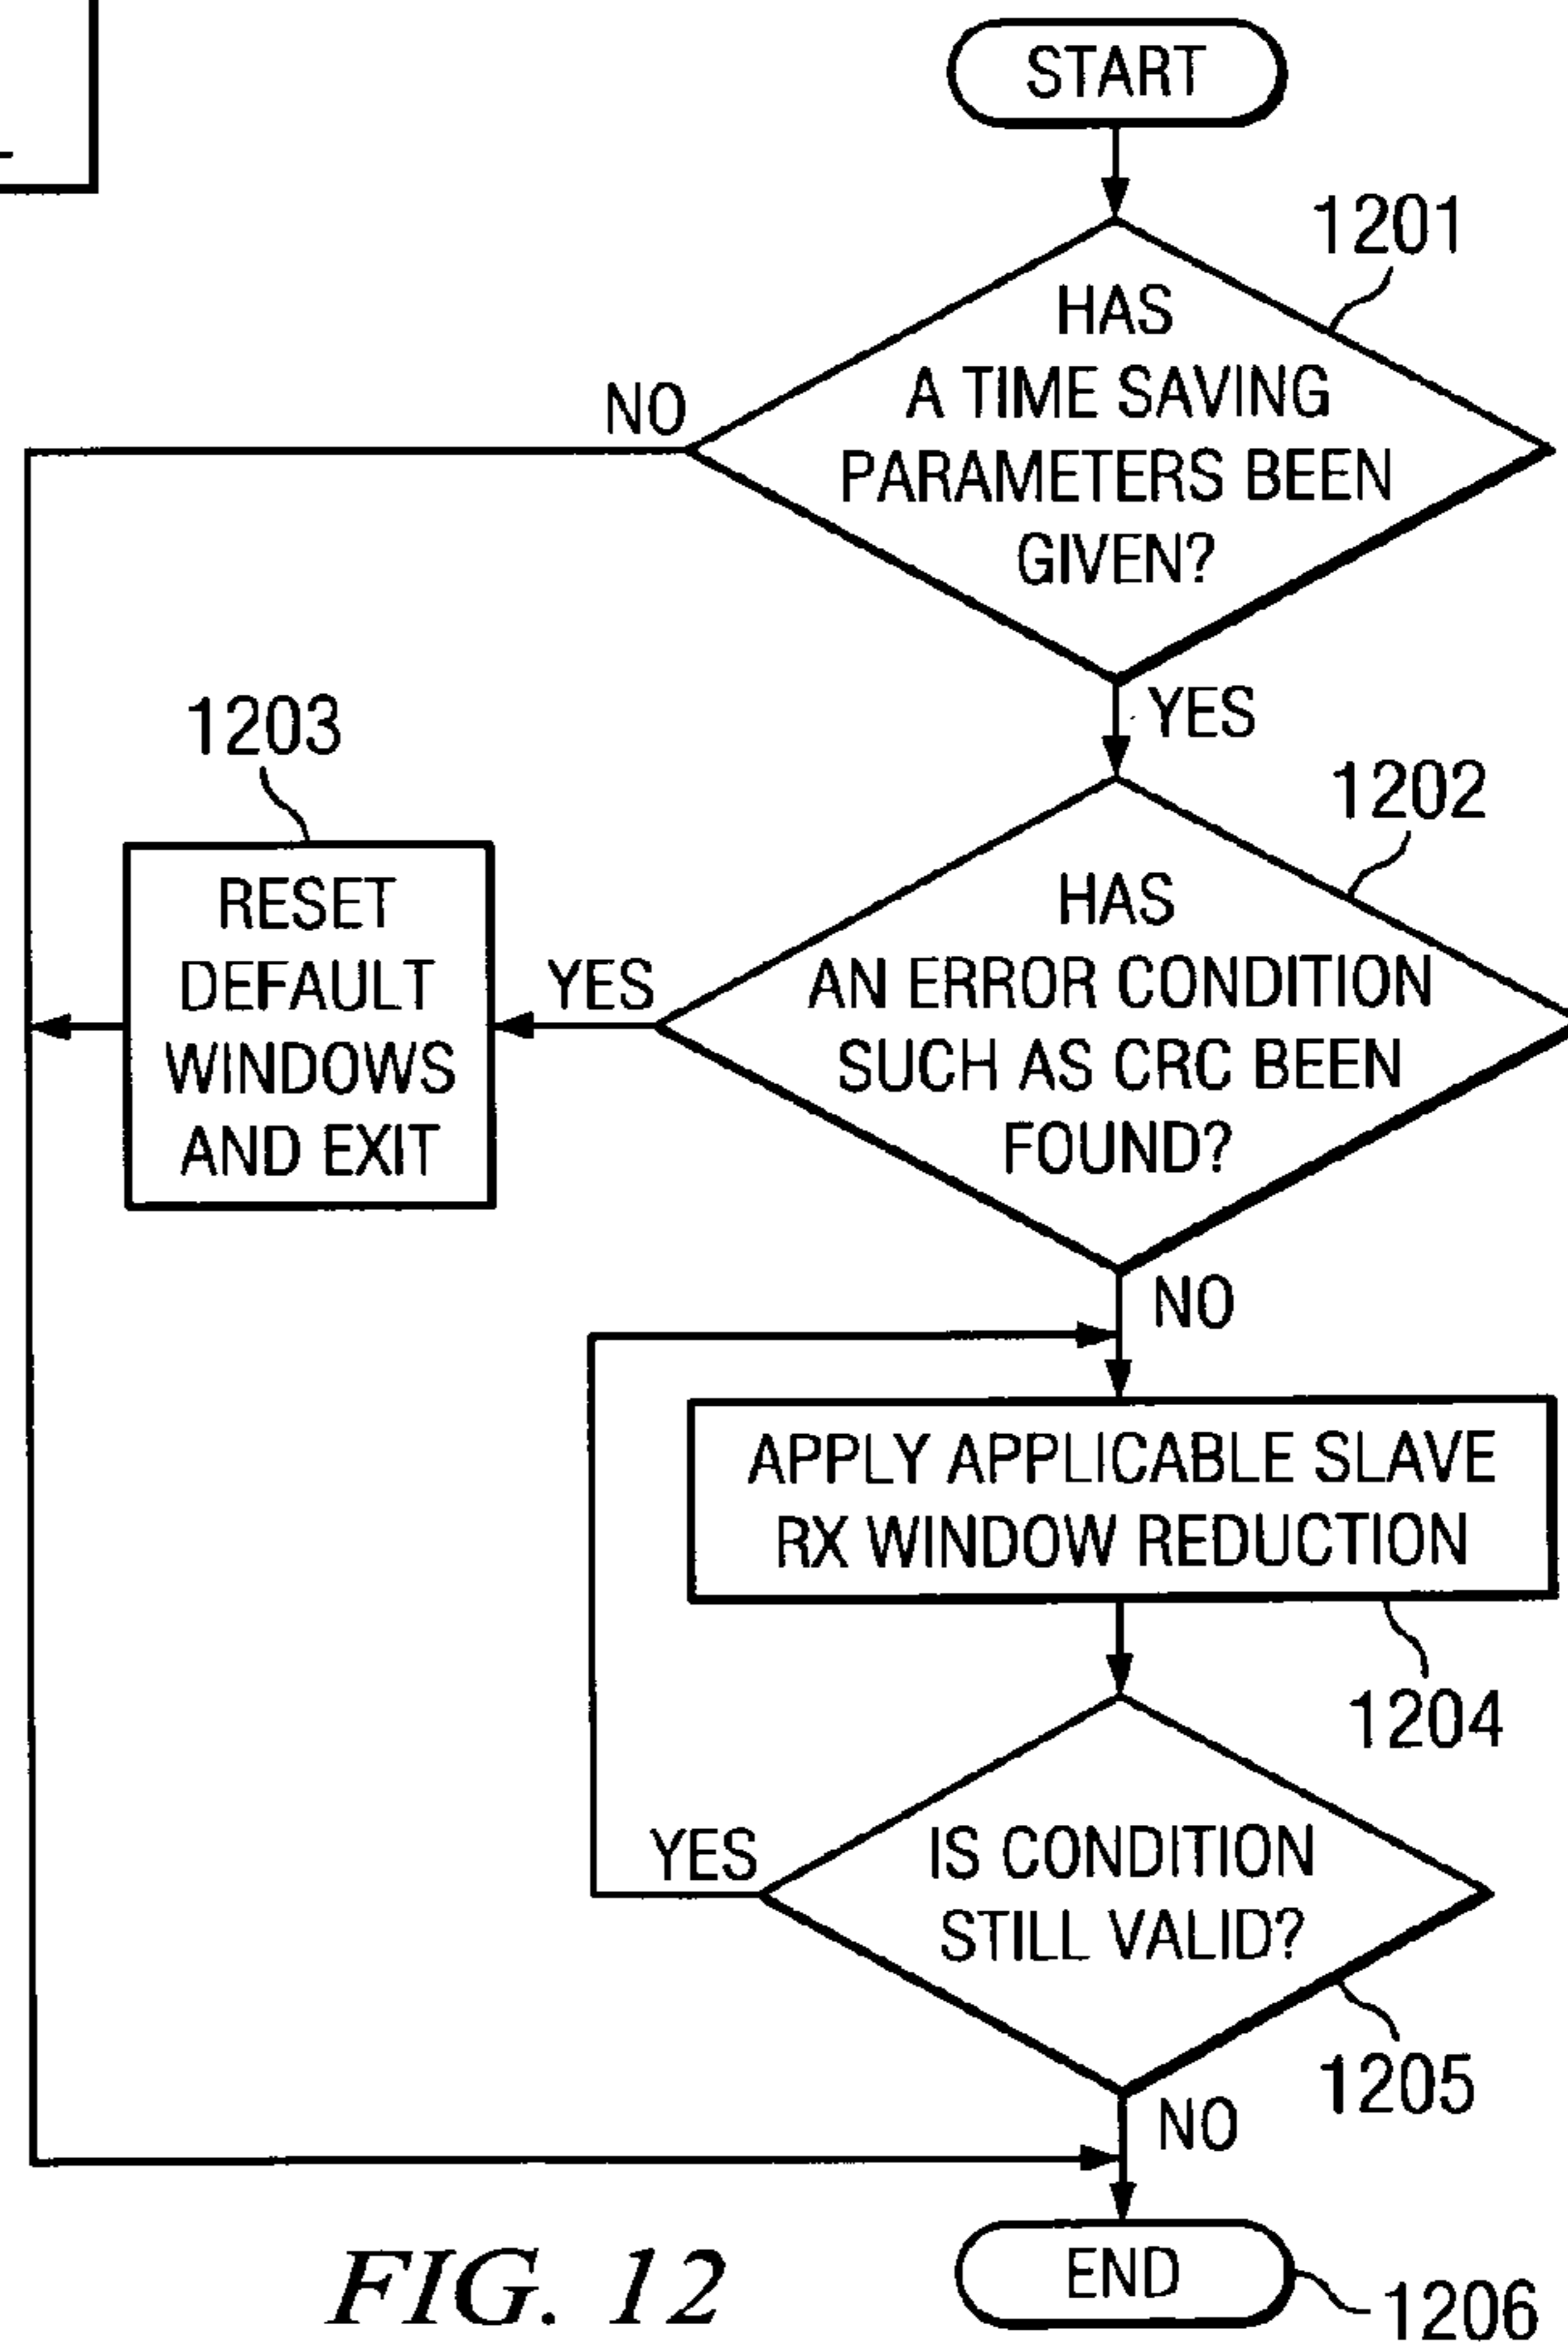 START
1201
HAS
A TIME SAVING
PARAMETERS BEEN
GIVEN?
NO
YES
1203
1202
RESET
DEFAULT
WINDOWS
AND EXIT
YES
HAS
AN ERROR CONDITION
SUCH AS CRC BEEN
FOUND?
NO
APPLY APPLICABLE SLAVE
RX WINDOW REDUCTION
1204
YES
IS CONDITION
STILL VALID?
1205
NO
END
1206
FIG. 12